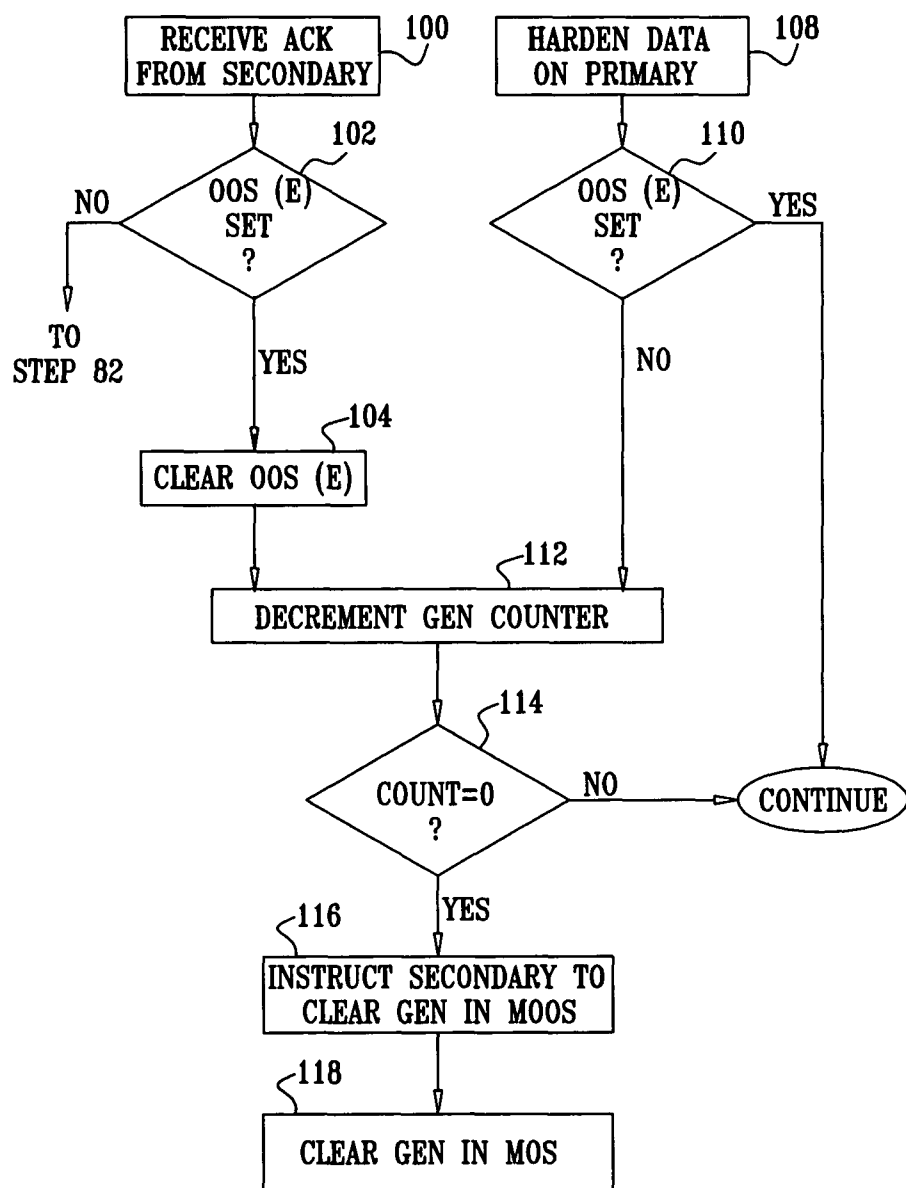 RECEIVE ACK
FROM SECONDARY
100
HARDEN DATA
ON PRIMARY
108
102
OOS (E)
SET
?
NO
TO
STEP 82
YES
110
OOS (E)
SET
?
YES
NO
104
CLEAR OOS (E)
112
DECREMENT GEN COUNTER
114
COUNT=0
?
NO
CONTINUE
YES
116
INSTRUCT SECONDARY TO
CLEAR GEN IN MOOS
118
CLEAR GEN IN MOS